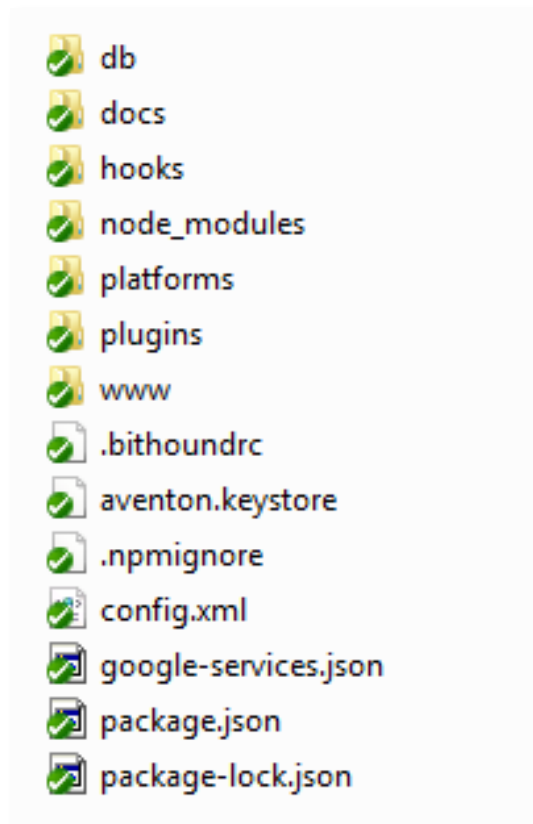 db
docs
hooks
node_modules
platforms
plugins
www
.bithoundrc
aventon.keystore
.npmignore
config.xml
google-services.json
package.json
package-lock.json